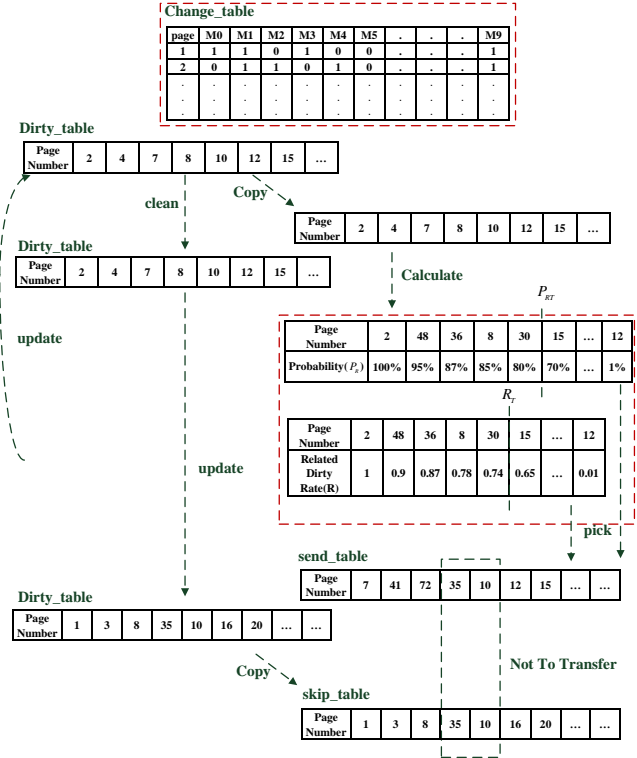 Change_table
page M0 M1 M2 M3 M4 M5 . . . M9
1 1 1 0 1 0 0 . . . 1
2 0 1 1 0 1 0 . . . 1
. . . . . . . . . . .
. . . . . . . . . . .
. . . . . . . . . . .
Dirty_table
Page Number 2 4 7 8 10 12 15 ...
clean
Copy
Page Number 2 4 7 8 10 12 15 ...
Dirty_table
Page Number 2 4 7 8 10 12 15 ...
Calculate
P_RT
update
Page Number 2 48 36 8 30 15 ... 12
Probability(P_R) 100% 95% 87% 85% 80% 70% ... 1%
R_T
Page Number 2 48 36 8 30 15 ... 12
Related Dirty Rate(R) 1 0.9 0.87 0.78 0.74 0.65 ... 0.01
update
pick
send_table
Page Number 7 41 72 35 10 12 15 ... ...
Dirty_table
Page Number 1 3 8 35 10 16 20 ... ...
Not To Transfer
Copy
skip_table
Page Number 1 3 8 35 10 16 20 ... ...